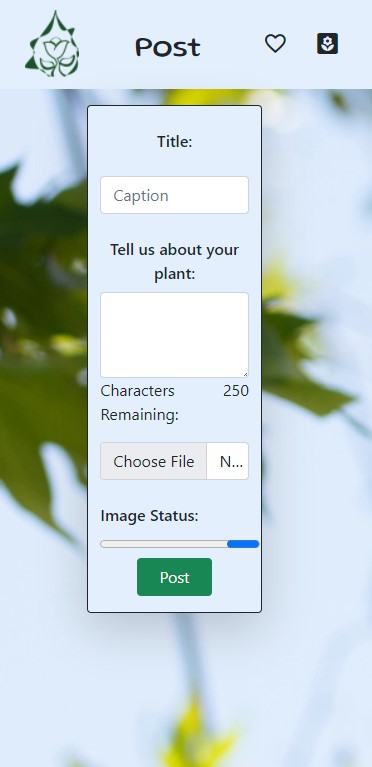 Post
Title:
Caption
Tell us about your
plant:
Characters 250
Remaining:
Choose File N...
Image Status:
Post